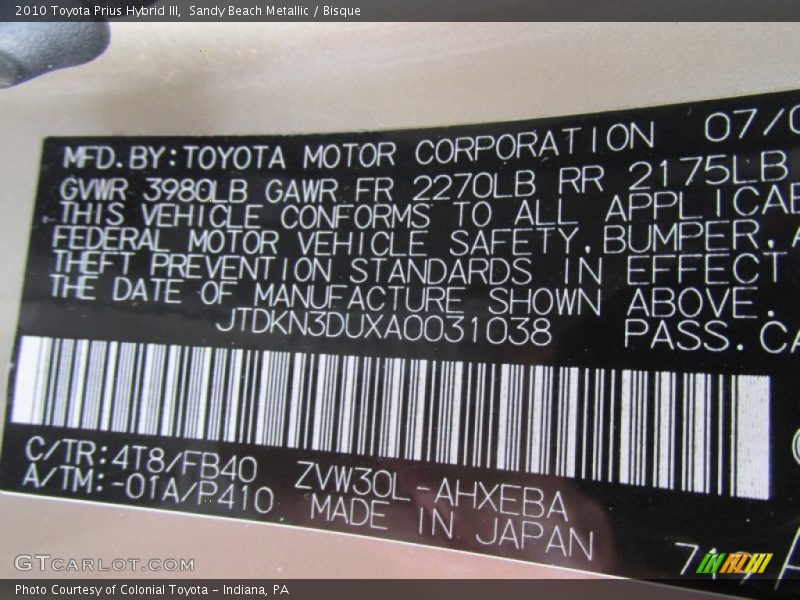 2010 Toyota Prius Hybrid III, Sandy Beach Metallic / Bisque
MFD. BY: TOYOTA MOTOR CORPORATION 07/0
GVWR 3980LB GAWR FR 2270LB RR 2175LB
THIS VEHICLE CONFORMS TO ALL APPLICAB
FEDERAL MOTOR VEHICLE SAFETY, BUMPER, A
THEFT PREVENTION STANDARDS IN EFFECT
THE DATE OF MANUFACTURE SHOWN ABOVE.
JTDKN3DUXA0031038 PASS. CA
C/TR: 4T8/FB40 ZVW30L-AHXEBA
A/TM: -01A/P410 MADE IN JAPAN
GTCARLOT.COM
Photo Courtesy of Colonial Toyota - Indiana, PA